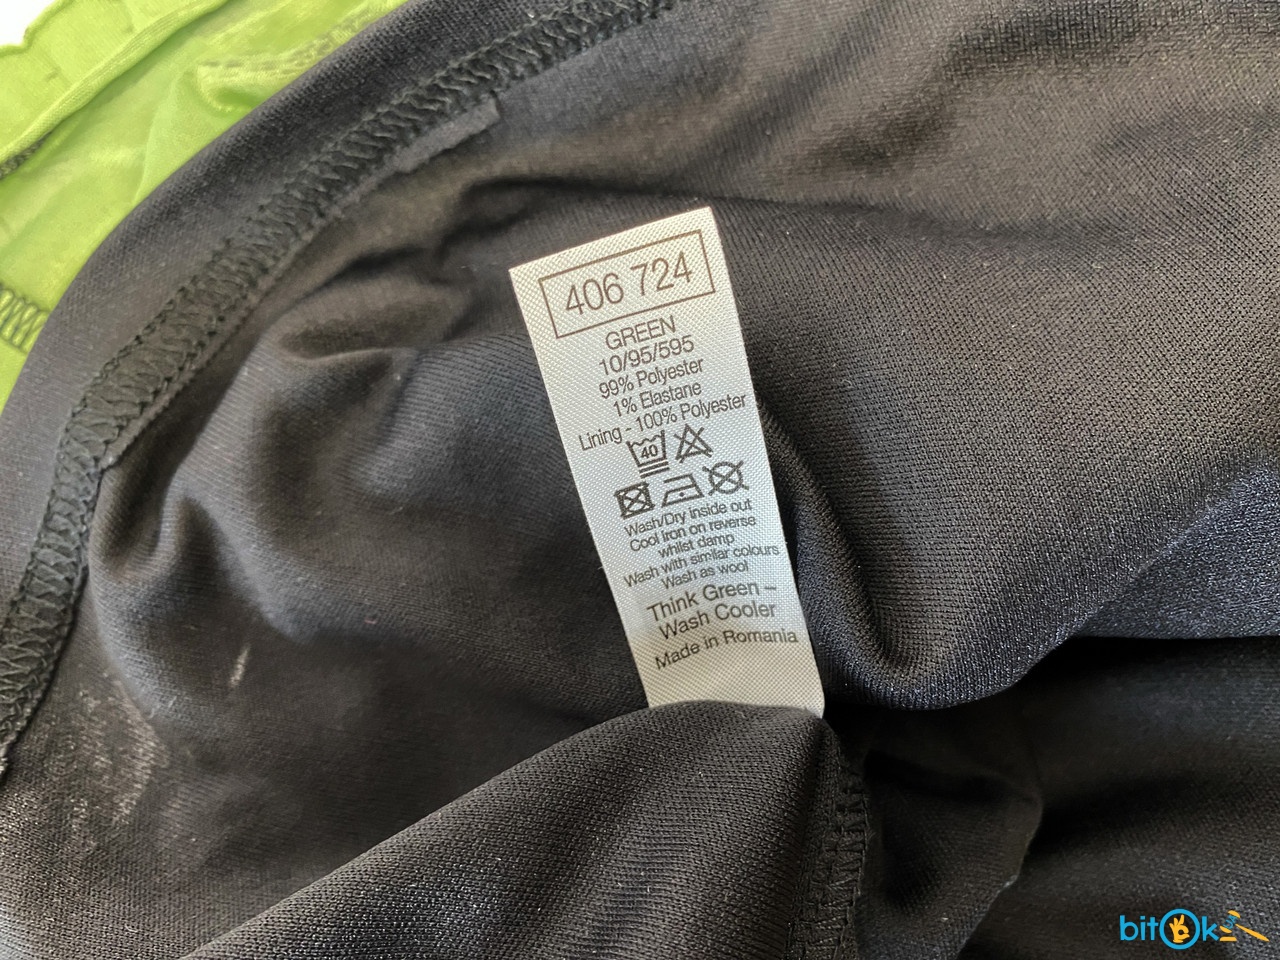 406 724
GREEN
10/95/595
99% Polyester
1% Elastane
Lining - 100% Polyester
40
Wash/Dry inside out
Cool iron on reverse
whilst damp
Wash with similar colours
Wash as wool
Think Green –
Wash Cooler
Made in Romania
bitOk